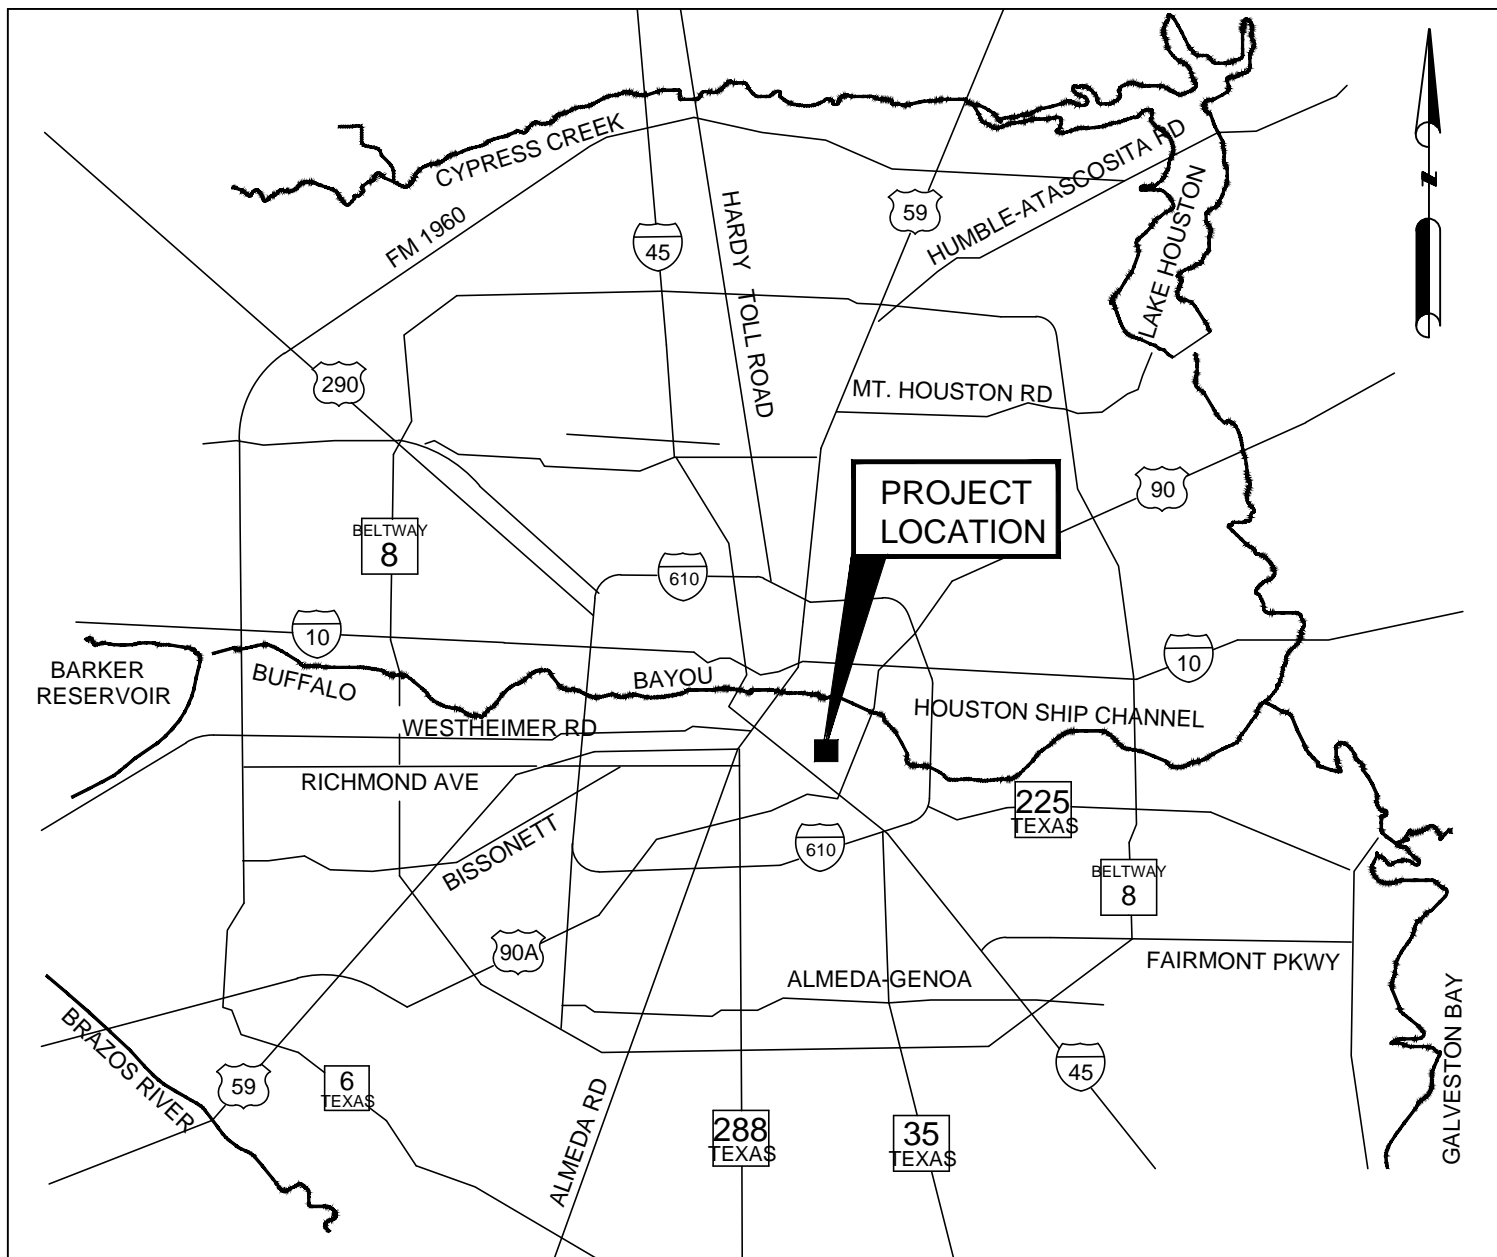 CYPRESS CREEK
FM 1960
45
HARDY TOLL ROAD
59
HUMBLE-ATASCOSITA RD
LAKE HOUSTON
N
290
MT. HOUSTON RD
PROJECT
LOCATION
90
BELTWAY
8
610
10
BARKER
RESERVOIR
BUFFALO
BAYOU
10
HOUSTON SHIP CHANNEL
WESTHEIMER RD
RICHMOND AVE
225
TEXAS
BISSONETT
610
BELTWAY
8
90A
ALMEDA-GENOA
FAIRMONT PKWY
BRAZOS RIVER
59
6
TEXAS
ALMEDA RD
288
TEXAS
35
TEXAS
45
GALVESTON BAY